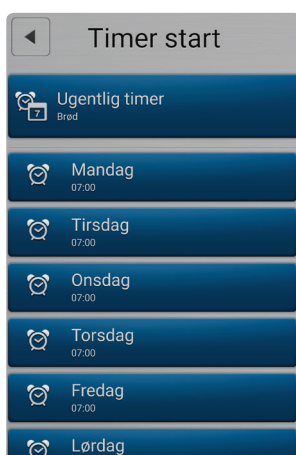 Timer start
7
Ugentlig timer
Brød
Mandag
07:00
Tirsdag
07:00
Onsdag
07:00
Torsdag
07:00
Fredag
07:00
Lørdag